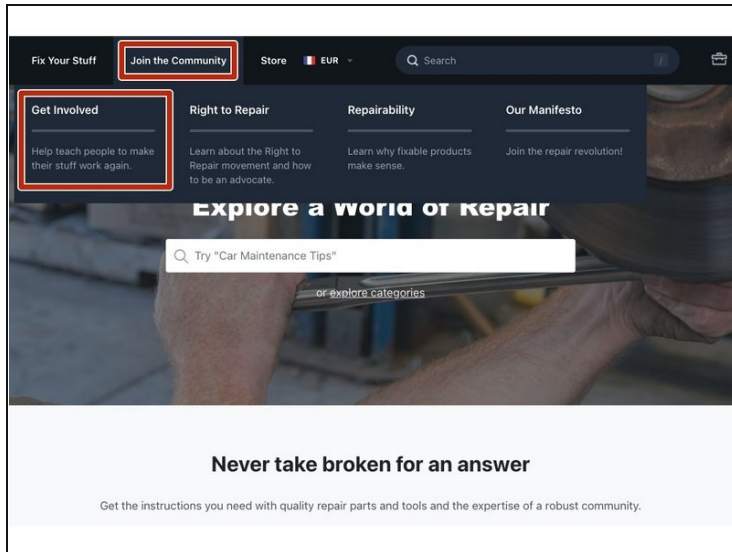 Fix Your Stuff
Join the Community
Store
EUR
Search
/
Get Involved
Help teach people to make
their stuff work again.
Right to Repair
Learn about the Right to
Repair movement and how
to be an advocate.
Repairability
Learn why fixable products
make sense.
Our Manifesto
Join the repair revolution!
Explore a World of Repair
Try "Car Maintenance Tips"
or explore categories
Never take broken for an answer
Get the instructions you need with quality repair parts and tools and the expertise of a robust community.